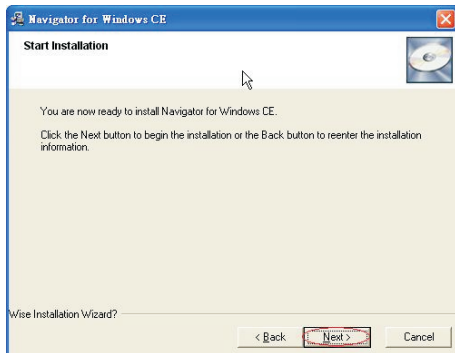 Navigator for Windows CE
Start Installation
You are now ready to install Navigator for Windows CE.
Click the Next button to begin the installation or the Back button to reenter the installation
information.
Wise Installation Wizard?
< Back
Next >
Cancel